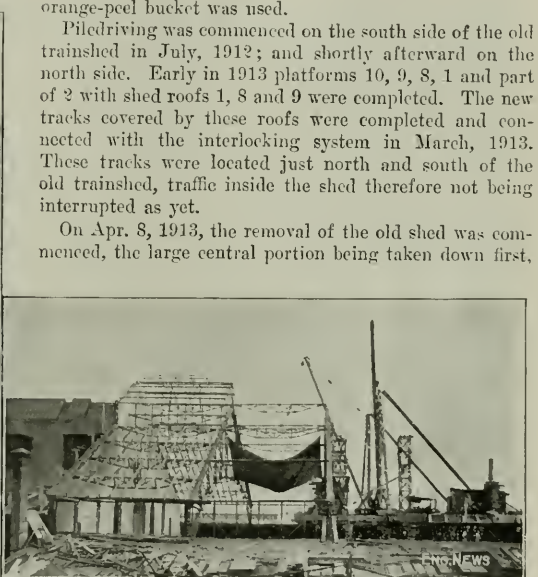 orange-peel bucket was used.
Piledriving was commenced on the south side of the old
trainshed in July, 1912; and shortly afterward on the
north side. Early in 1913 platforms 10, 9, 8, 1 and part
of 2 with shed roofs 1, 8 and 9 were completed. The new
tracks covered by these roofs were completed and con-
nected with the interlocking system in March, 1913.
These tracks were located just north and south of the
old trainshed, traffic inside the shed therefore not being
interrupted as yet.
On Apr. 8, 1913, the removal of the old shed was com-
menced, the large central portion being taken down first,
ENG. NEWS